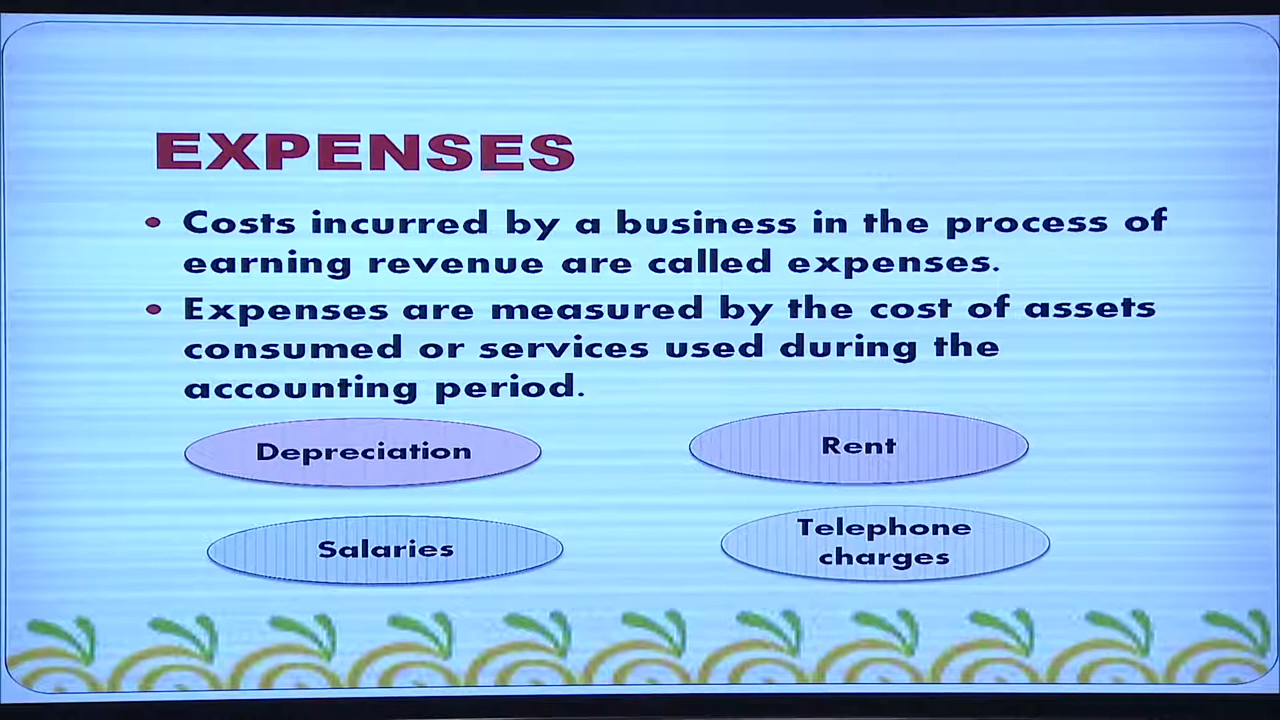 EXPENSES
• Costs incurred by a business in the process of
earning revenue are called expenses.
• Expenses are measured by the cost of assets
consumed or services used during the
accounting period.
Depreciation
Rent
Salaries
Telephone
charges